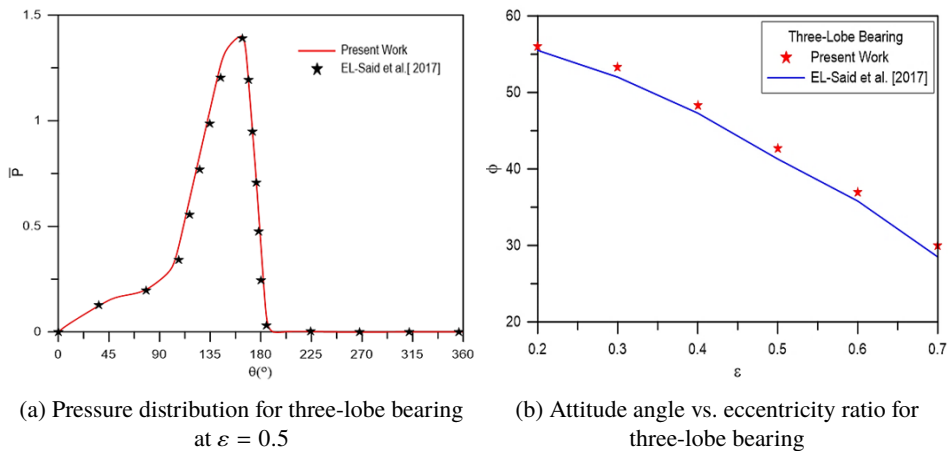 1.5
1
0.5
0
P̅
0 45 90 135 180 225 270 315 360
θ(º)
Present Work
EL-Said et al.[ 2017]
(a) Pressure distribution for three-lobe bearing
at ε = 0.5
60
50
40
30
20
ϕ
0.2 0.3 0.4 0.5 0.6 0.7
ε
Three-Lobe Bearing
Present Work
EL-Said et al. [2017]
(b) Attitude angle vs. eccentricity ratio for
three-lobe bearing